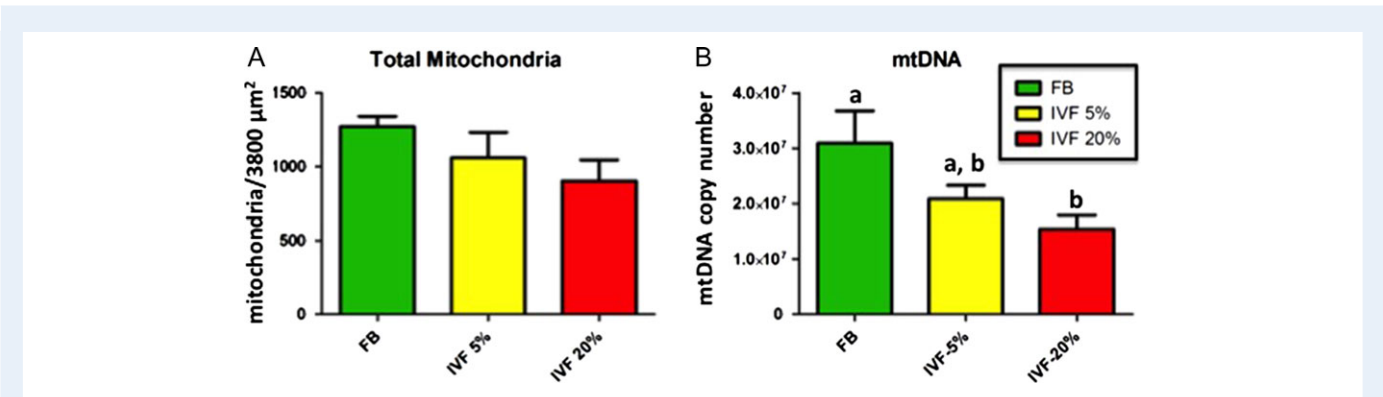 A
Total Mitochondria
mitochondria/3800 μm²
1500
1000
500
0
FB
IVF 5%
IVF 20%
B
mtDNA
mtDNA copy number
4.0×10⁷
3.0×10⁷
2.0×10⁷
1.0×10⁷
0
a
a, b
b
FB
IVF-5%
IVF-20%
FB
IVF 5%
IVF 20%